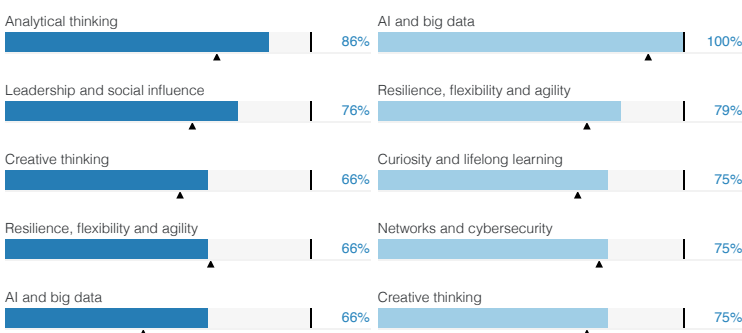 Analytical thinking
86%
Leadership and social influence
76%
Creative thinking
66%
Resilience, flexibility and agility
66%
AI and big data
66%
AI and big data
100%
Resilience, flexibility and agility
79%
Curiosity and lifelong learning
75%
Networks and cybersecurity
75%
Creative thinking
75%